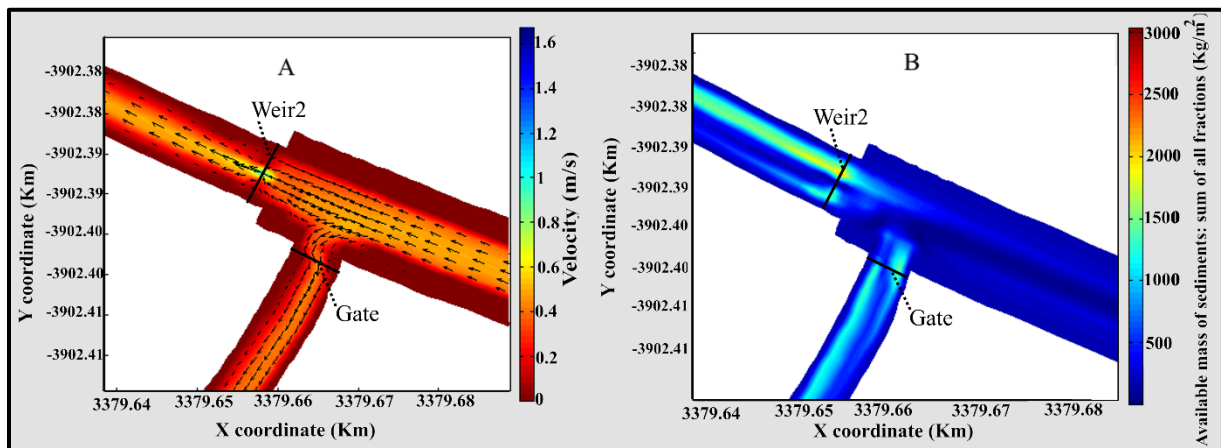 A
Weir2
Gate
-3902.38
-3902.38
-3902.39
-3902.39
-3902.40
-3902.40
-3902.41
-3902.41
Y coordinate (Km)
3379.64 3379.65 3379.66 3379.67 3379.68
X coordinate (Km)
1.6
1.4
1.2
1
0.8
0.6
0.4
0.2
0
Velocity (m/s)
B
Weir2
Gate
-3902.38
-3902.38
-3902.39
-3902.39
-3902.40
-3902.40
-3902.41
-3902.41
Y coordinate (Km)
3379.64 3379.65 3379.66 3379.67 3379.68
X coordinate (Km)
3000
2500
2000
1500
1000
500
Available mass of sediments: sum of all fractions (Kg/m²)